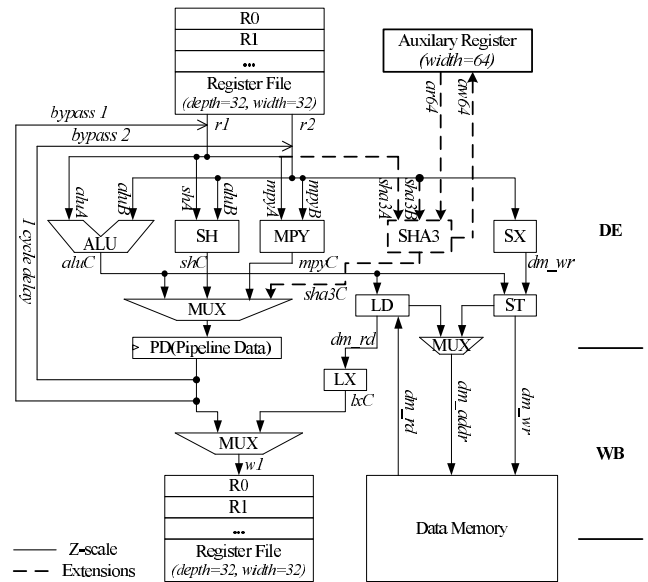 R0
R1
...
Register File
(depth=32, width=32)
Auxilary Register
(width=64)
bypass 1
r1
r2
ar64
aw64
bypass 2
aluA
aluB
shA
aluB
mpyA
mpyB
sha3A
sha3B
ALU
SH
MPY
SHA3
SX
DE
1 cycle delay
aluC
shC
mpyC
dm_wr
sha3C
MUX
LD
ST
PD(Pipeline Data)
dm_rd
MUX
LX
lxC
dm_rd
dm_addr
dm_wr
MUX
w1
WB
R0
R1
...
Register File
(depth=32, width=32)
Data Memory
Z-scale
Extensions